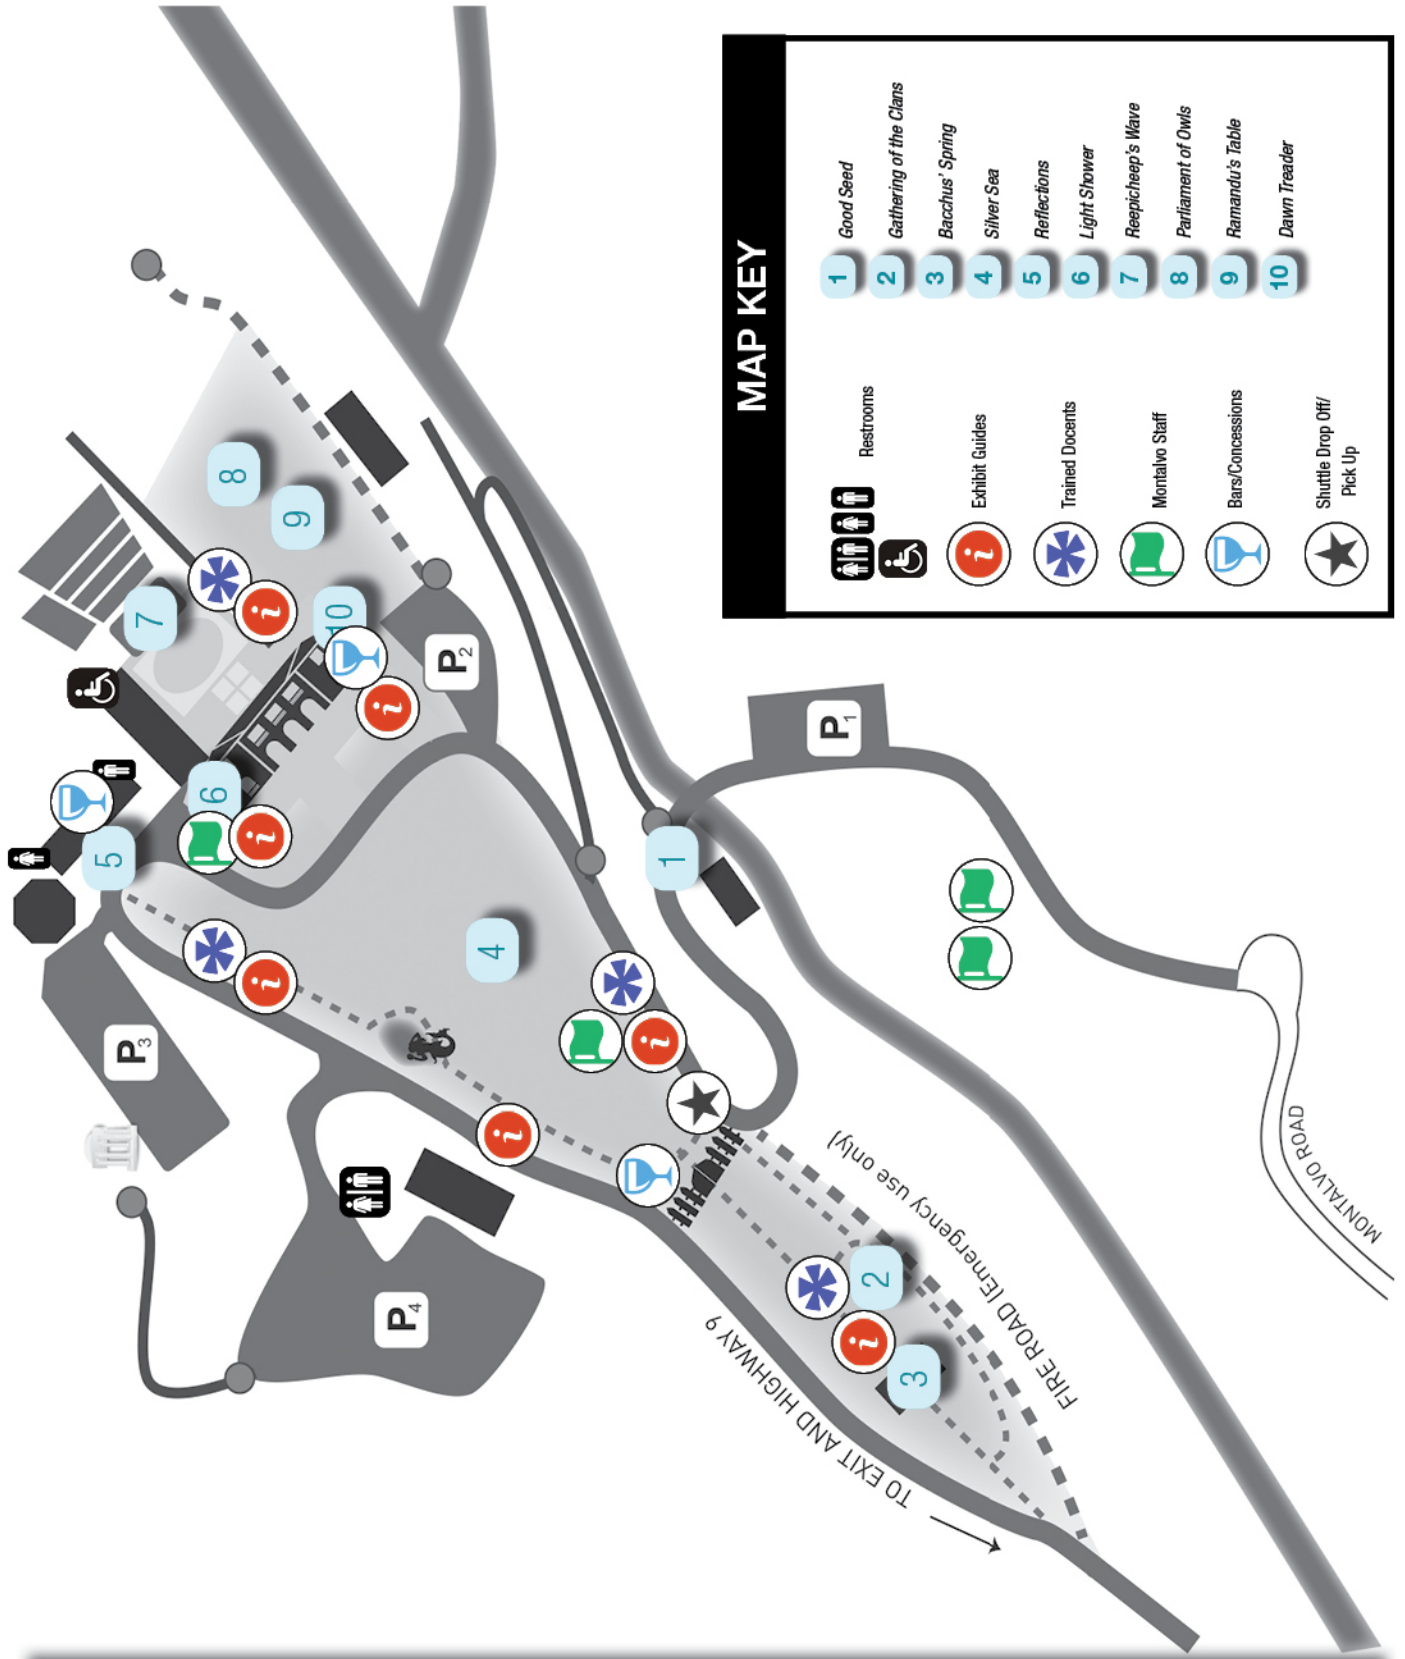 MAP KEY
Restrooms
Exhibit Guides
Trained Docents
Montalvo Staff
Bars/Concessions
Shuttle Drop Off/
Pick Up
1 Good Seed
2 Gathering of the Clans
3 Bacchus' Spring
4 Silver Sea
5 Reflections
6 Light Shower
7 Reepicheep's Wave
8 Parliament of Owls
9 Ramandu's Table
10 Dawn Treader
i
5
7
8
9
10
i
6
i
i
P2
P3
i
4
1
P1
i
i
P4
2
3
i
TO EXIT AND HIGHWAY 9
FIRE ROAD (Emergency use only)
MONTALVO ROAD